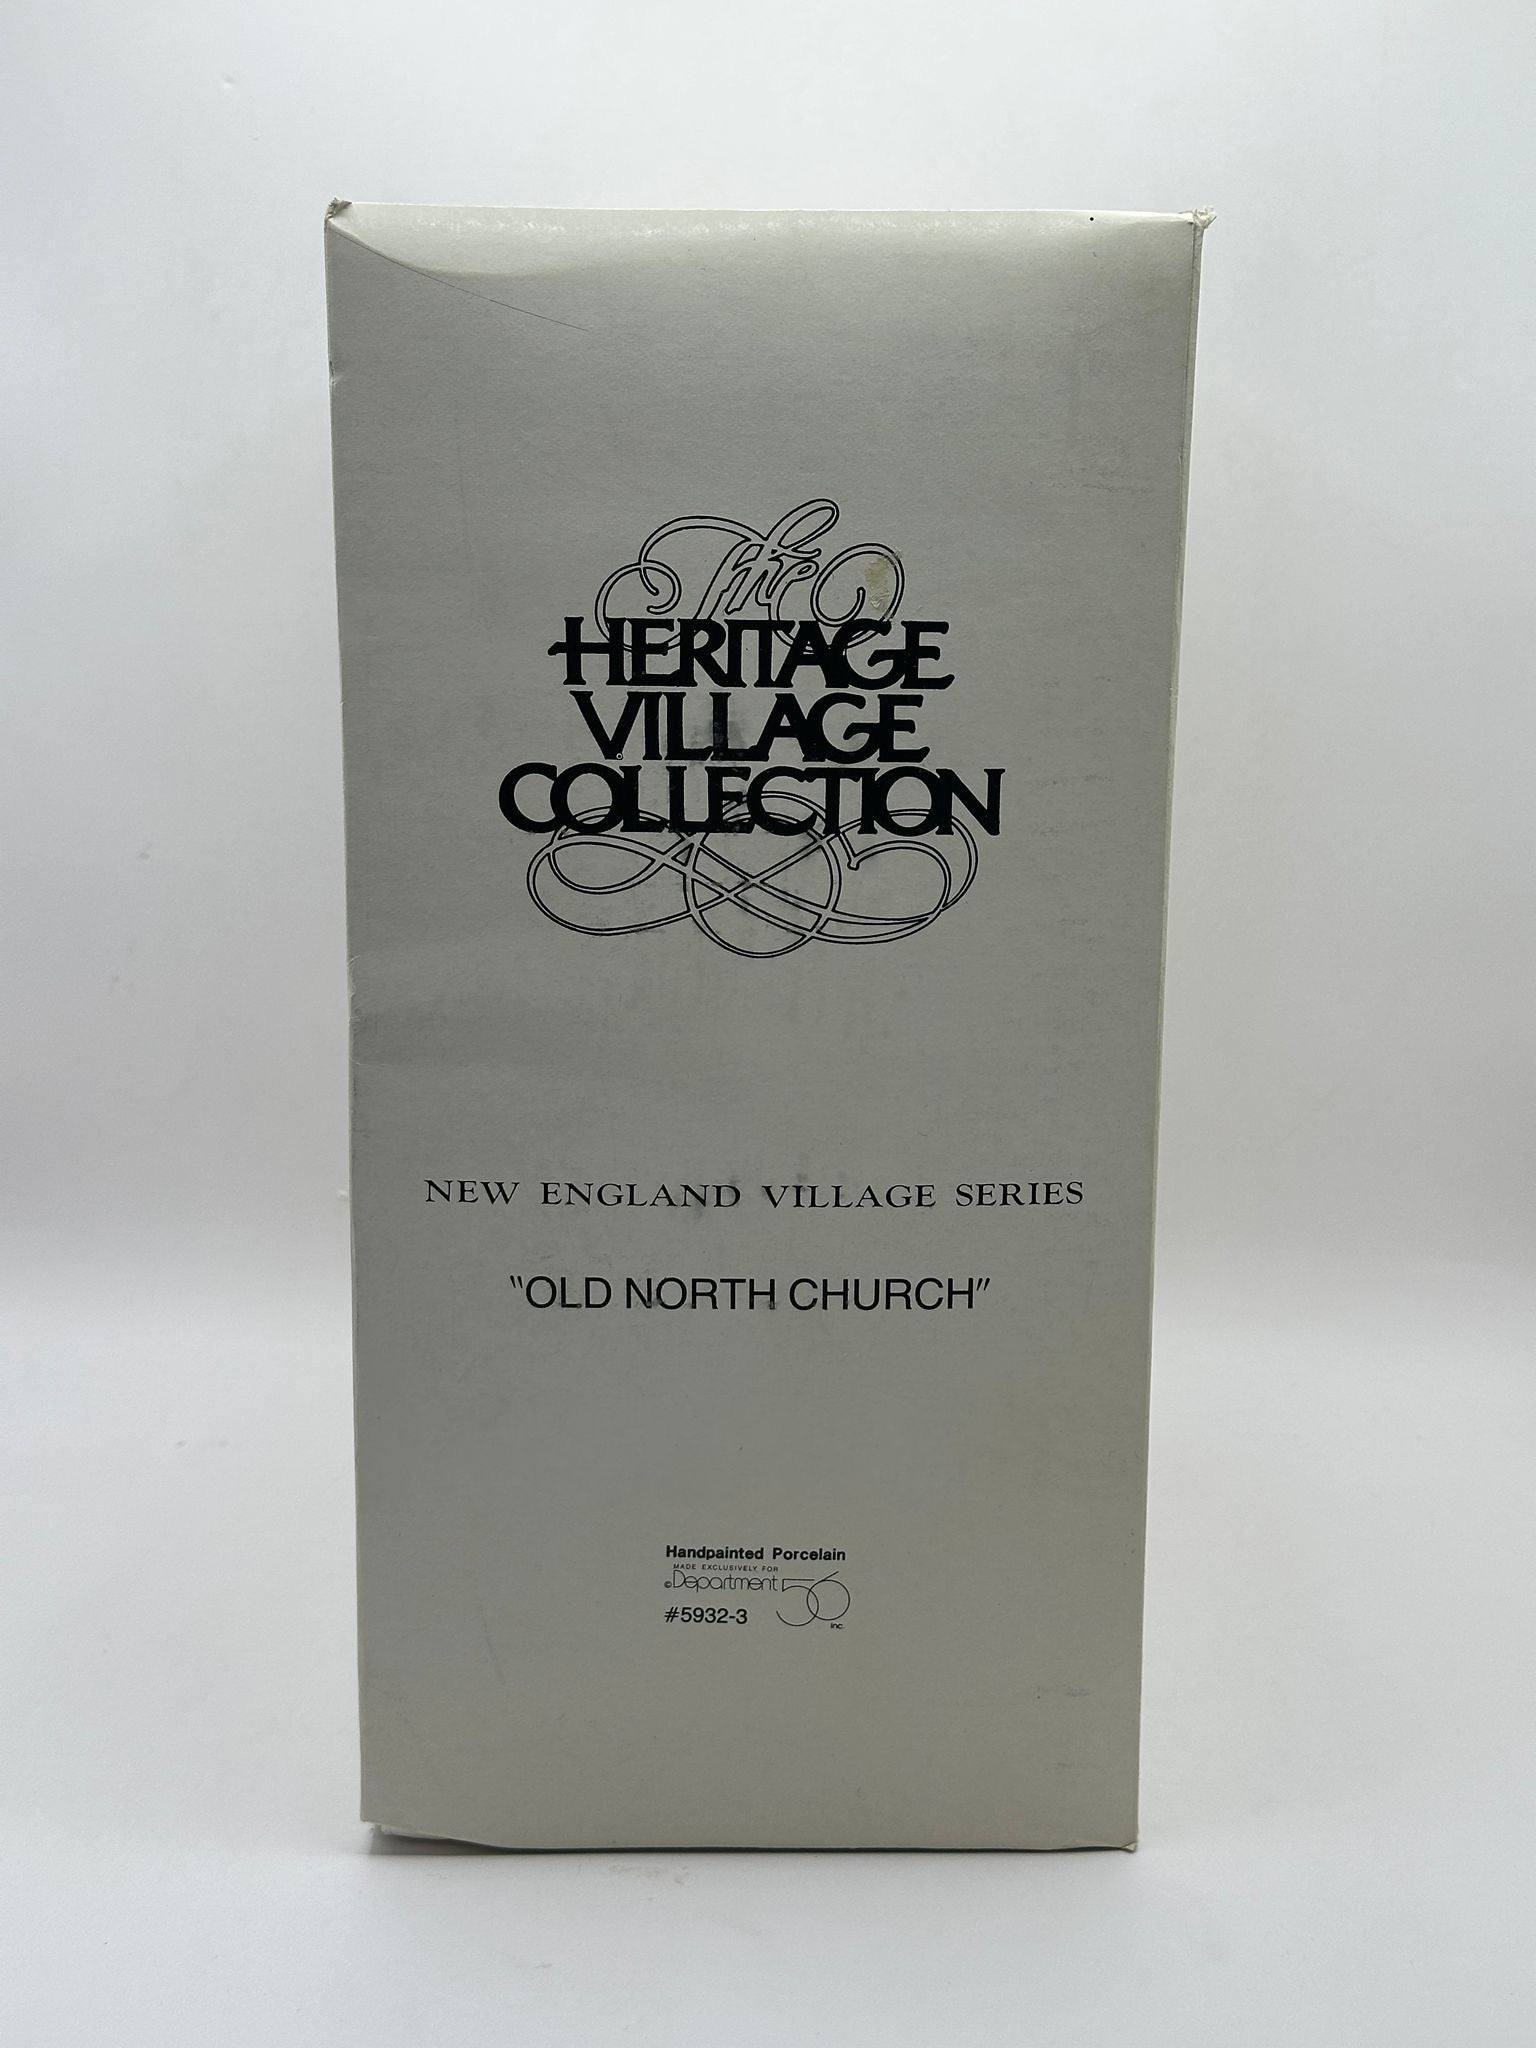 The
HERITAGE
VILLAGE
COLLECTION
NEW ENGLAND VILLAGE SERIES
"OLD NORTH CHURCH"
Handpainted Porcelain
MADE EXCLUSIVELY FOR
©Department 56
inc.
#5932-3